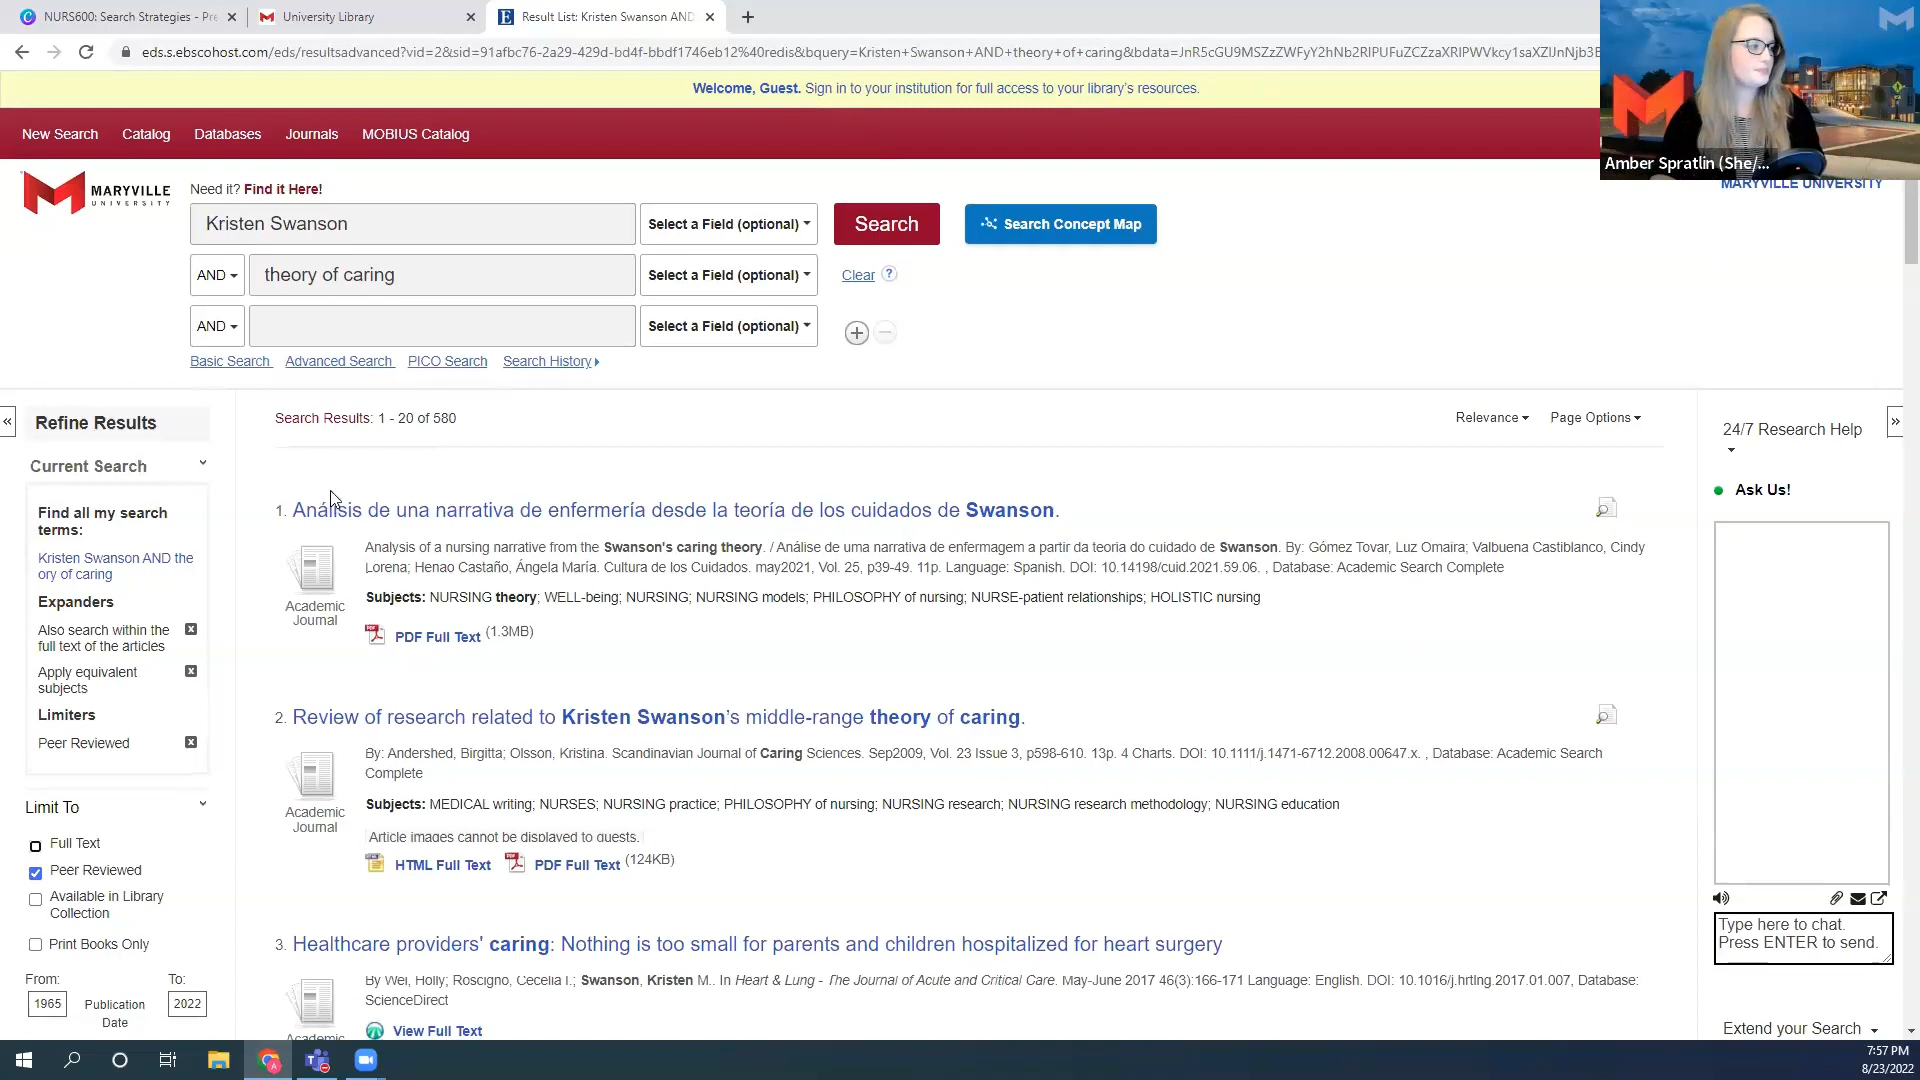 NURS600: Search Strategies - Pre
University Library
Result List: Kristen Swanson AND
eds.s.ebscohost.com/eds/resultsadvanced?vid=2&sid=91afbc76-2a29-429d-bd4f-bbdf1746eb12%40redis&bquery=Kristen+Swanson+AND+theory+of+caring&bdata=JnR5cGU9MSZzZWFyY2hNb2RlPUFuZCZzaXRlPWVkcy1saXZlJnNjb3B
Welcome, Guest. Sign in to your institution for full access to your library's resources.
New Search Catalog Databases Journals MOBIUS Catalog
Amber Spratlin (She/...
MARYVILLE UNIVERSITY
MARYVILLE
UNIVERSITY
Need it? Find it Here!
Kristen Swanson Select a Field (optional) Search Search Concept Map
AND theory of caring Select a Field (optional) Clear ?
AND Select a Field (optional)
Basic Search Advanced Search PICO Search Search History
Refine Results
Current Search
Find all my search
terms:
Kristen Swanson AND the
ory of caring
Expanders
Also search within the
full text of the articles
Apply equivalent
subjects
Limiters
Peer Reviewed
Limit To
Full Text
Peer Reviewed
Available in Library
Collection
Print Books Only
From: To:
1965 Publication 2022
Date
Search Results: 1 - 20 of 580
Relevance Page Options
1. Análisis de una narrativa de enfermería desde la teoría de los cuidados de Swanson.
Analysis of a nursing narrative from the Swanson's caring theory. / Análise de uma narrativa de enfermagem a partir da teoria do cuidado de Swanson. By: Gómez Tovar, Luz Omaira; Valbuena Castiblanco, Cindy
Lorena; Henao Castaño, Ángela María. Cultura de los Cuidados. may2021, Vol. 25, p39-49. 11p. Language: Spanish. DOI: 10.14198/cuid.2021.59.06. , Database: Academic Search Complete
Academic
Journal
Subjects: NURSING theory; WELL-being; NURSING; NURSING models; PHILOSOPHY of nursing; NURSE-patient relationships; HOLISTIC nursing
PDF Full Text (1.3MB)
2. Review of research related to Kristen Swanson's middle-range theory of caring.
By: Andershed, Birgitta; Olsson, Kristina. Scandinavian Journal of Caring Sciences. Sep2009, Vol. 23 Issue 3, p598-610. 13p. 4 Charts. DOI: 10.1111/j.1471-6712.2008.00647.x. , Database: Academic Search
Complete
Academic
Journal
Subjects: MEDICAL writing; NURSES; NURSING practice; PHILOSOPHY of nursing; NURSING research; NURSING research methodology; NURSING education
Article images cannot be displayed to guests.
HTML Full Text PDF Full Text (124KB)
3. Healthcare providers' caring: Nothing is too small for parents and children hospitalized for heart surgery
By Wei, Holly; Roscigno, Cecelia I.; Swanson, Kristen M.. In Heart & Lung - The Journal of Acute and Critical Care. May-June 2017 46(3):166-171 Language: English. DOI: 10.1016/j.hrtlng.2017.01.007, Database:
ScienceDirect
Academic
View Full Text
24/7 Research Help
Ask Us!
Type here to chat.
Press ENTER to send.
Extend your Search
7:57 PM
8/23/2022